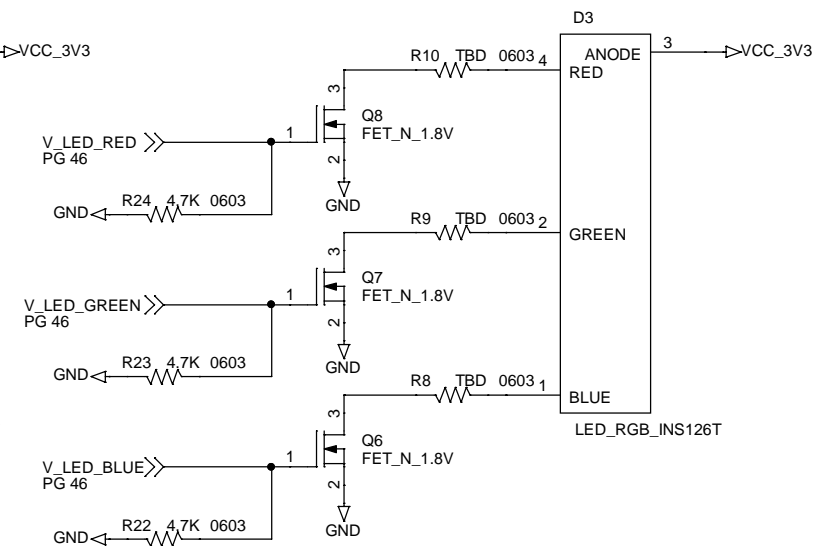 D3
VCC_3V3
R10 TBD 0603 4
ANODE
RED
3
VCC_3V3
3
Q8
FET_N_1.8V
V_LED_RED
PG 46
1
2
GND
R24 4.7K 0603
GND
R9 TBD 0603 2
GREEN
3
Q7
FET_N_1.8V
V_LED_GREEN
PG 46
1
2
GND
R23 4.7K 0603
GND
R8 TBD 0603 1
BLUE
LED_RGB_INS126T
3
Q6
FET_N_1.8V
V_LED_BLUE
PG 46
1
2
GND
R22 4.7K 0603
GND